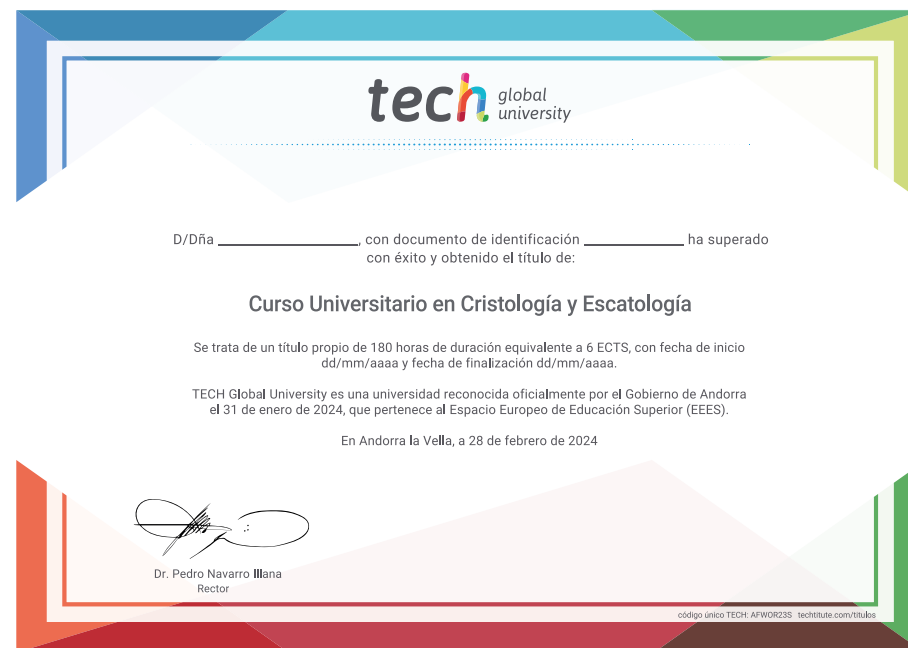 tech global university
D/Dña ________________, con documento de identificación ____________ ha superado
con éxito y obtenido el título de:
Curso Universitario en Cristología y Escatología
Se trata de un título propio de 180 horas de duración equivalente a 6 ECTS, con fecha de inicio
dd/mm/aaaa y fecha de finalización dd/mm/aaaa.
TECH Global University es una universidad reconocida oficialmente por el Gobierno de Andorra
el 31 de enero de 2024, que pertenece al Espacio Europeo de Educación Superior (EEES).
En Andorra la Vella, a 28 de febrero de 2024
Dr. Pedro Navarro Illana
Rector
código único TECH: AFWOR23S techtitute.com/titulos